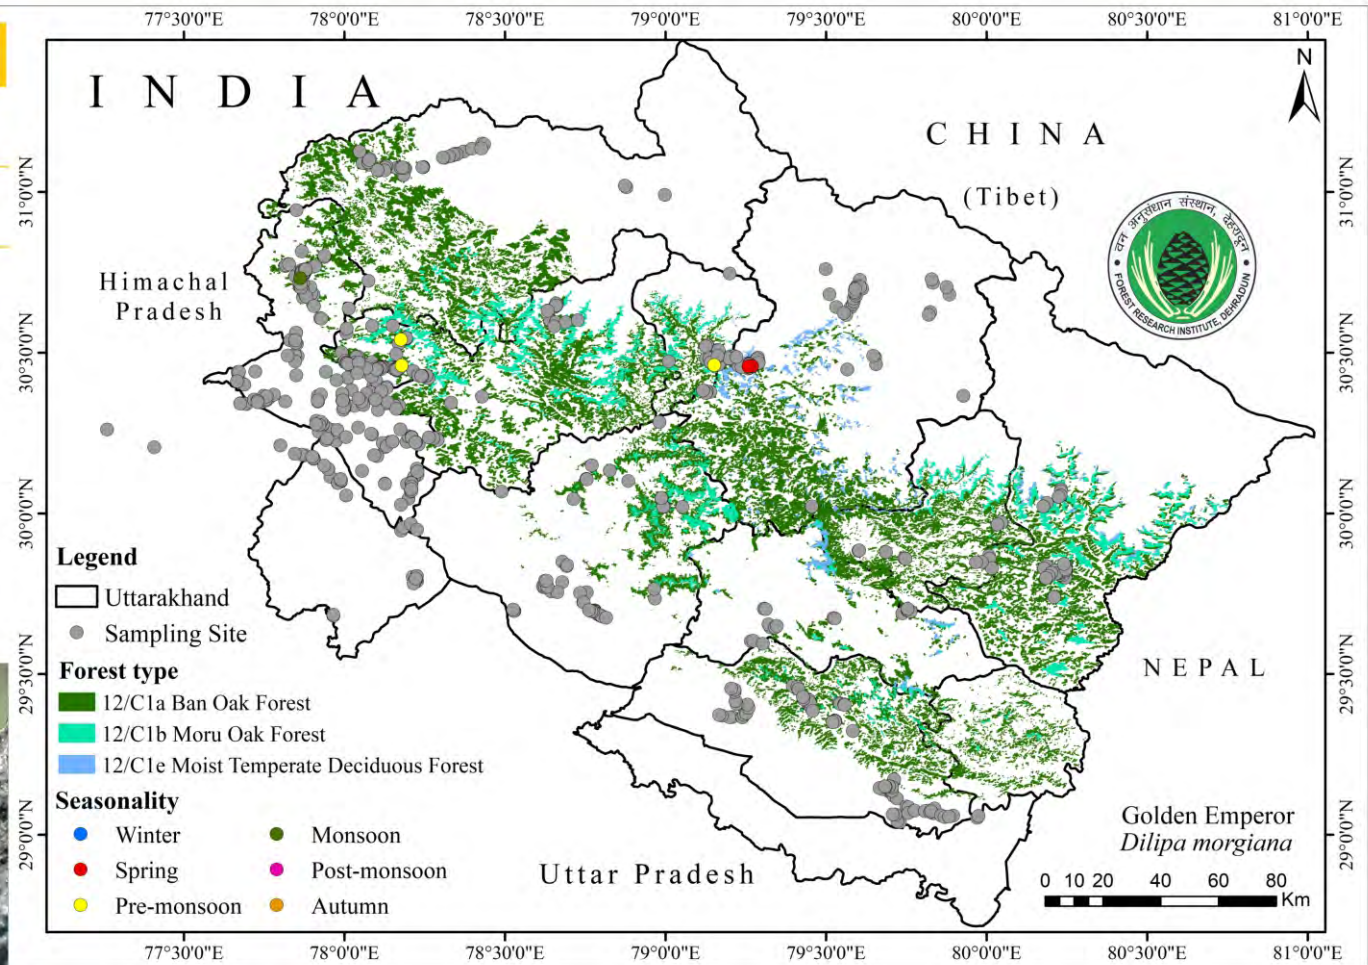 77°30'0"E 78°0'0"E 78°30'0"E 79°0'0"E 79°30'0"E 80°0'0"E 80°30'0"E 81°0'0"E
INDIA
N
CHINA
(Tibet)
31°0'0"N
31°0'0"N
वन अनुसंधान संस्थान, देहरादून
FOREST RESEARCH INSTITUTE, DEHRADUN
Himachal
Pradesh
30°30'0"N
30°30'0"N
30°0'0"N
30°0'0"N
Legend
Uttarakhand
Sampling Site
Forest type
12/C1a Ban Oak Forest
12/C1b Moru Oak Forest
12/C1e Moist Temperate Deciduous Forest
Seasonality
Winter
Monsoon
Spring
Post-monsoon
Pre-monsoon
Autumn
NEPAL
29°30'0"N
29°30'0"N
29°0'0"N
29°0'0"N
Uttar Pradesh
Golden Emperor
Dilipa morgiana
0 10 20 40 60 80
Km
77°30'0"E 78°0'0"E 78°30'0"E 79°0'0"E 79°30'0"E 80°0'0"E 80°30'0"E 81°0'0"E